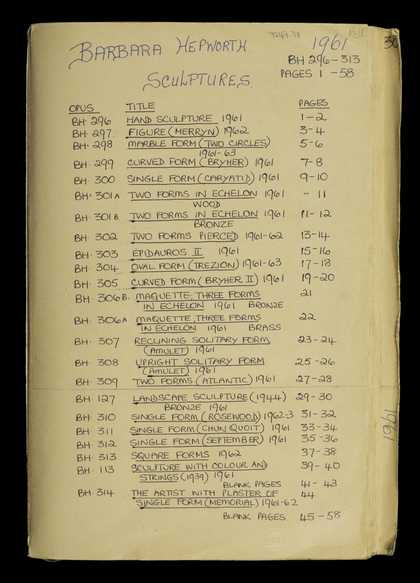 BARBARA HEPWORTH 1961
BH 296-313
PAGES 1-58
SCULPTURES
OPUS TITLE PAGES
BH·296 HAND SCULPTURE 1961 1-2
BH·297 FIGURE (MERRYN) 1962 3-4
BH·298 MARBLE FORM (TWO CIRCLES) 5-6
1961-63
BH·299 CURVED FORM (BRYHER) 1961 7-8
BH·300 SINGLE FORM (CARYATID) 1961 9-10
BH·301A TWO FORMS IN ECHELON 1961 - 11
WOOD
BH·301B TWO FORMS IN ECHELON 1961 11-12
BRONZE
BH·302 TWO FORMS PIERCED 1961-62 13-14
BH·303 EPIDAUROS II 1961 15-16
BH·304 OVAL FORM (TREZION) 1961-63 17-18
BH·305 CURVED FORM (BRYHER II) 1961 19-20
BH·306B. MAQUETTE, THREE FORMS 21
IN ECHELON 1961 BRONZE
BH·306A MAQUETTE, THREE FORMS 22
IN ECHELON 1961 BRASS
BH·307 RECLINING SOLITARY FORM 23-24
(AMULET) 1961
BH·308 UPRIGHT SOLITARY FORM 25-26
(AMULET) 1961
BH·309 TWO FORMS (ATLANTIC) 1961 27-28
BH·127 LANDSCAPE SCULPTURE (1944) 29-30
BRONZE 1961
BH·310 SINGLE FORM (ROSEWOOD) 1962-3 31-32
BH·311 SINGLE FORM (CHÛN QUOIT) 1961 33-34
BH·312 SINGLE FORM (SEPTEMBER) 1961 35-36
BH·313 SQUARE FORMS 1962 37-38
BH·113 SCULPTURE WITH COLOUR AND 39-40
STRINGS (1939) 1961
BLANK PAGES 41-43
BH·314 THE ARTIST WITH PLASTER OF 44
SINGLE FORM (MEMORIAL) 1961-62
BLANK PAGES 45-58
1961